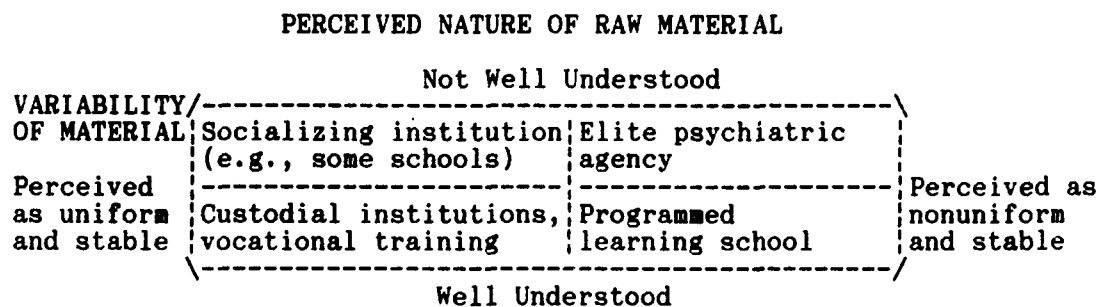 PERCEIVED NATURE OF RAW MATERIAL
Not Well Understood
VARIABILITY
OF MATERIAL Socializing institution Elite psychiatric
(e.g., some schools) agency
Perceived Perceived as
as uniform Custodial institutions, Programmed nonuniform
and stable vocational training learning school and stable
Well Understood